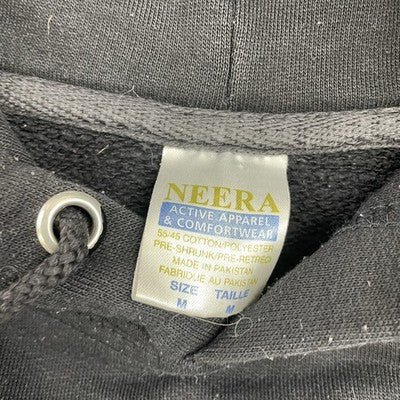 NEERA
ACTIVE APPAREL
& COMFORTWEAR
55/45 COTTON/POLYESTER
PRE-SHRUNK/PRE-RETRECI
MADE IN PAKISTAN
FABRIQUE AU PAKISTAN
SIZE TAILLE
M M